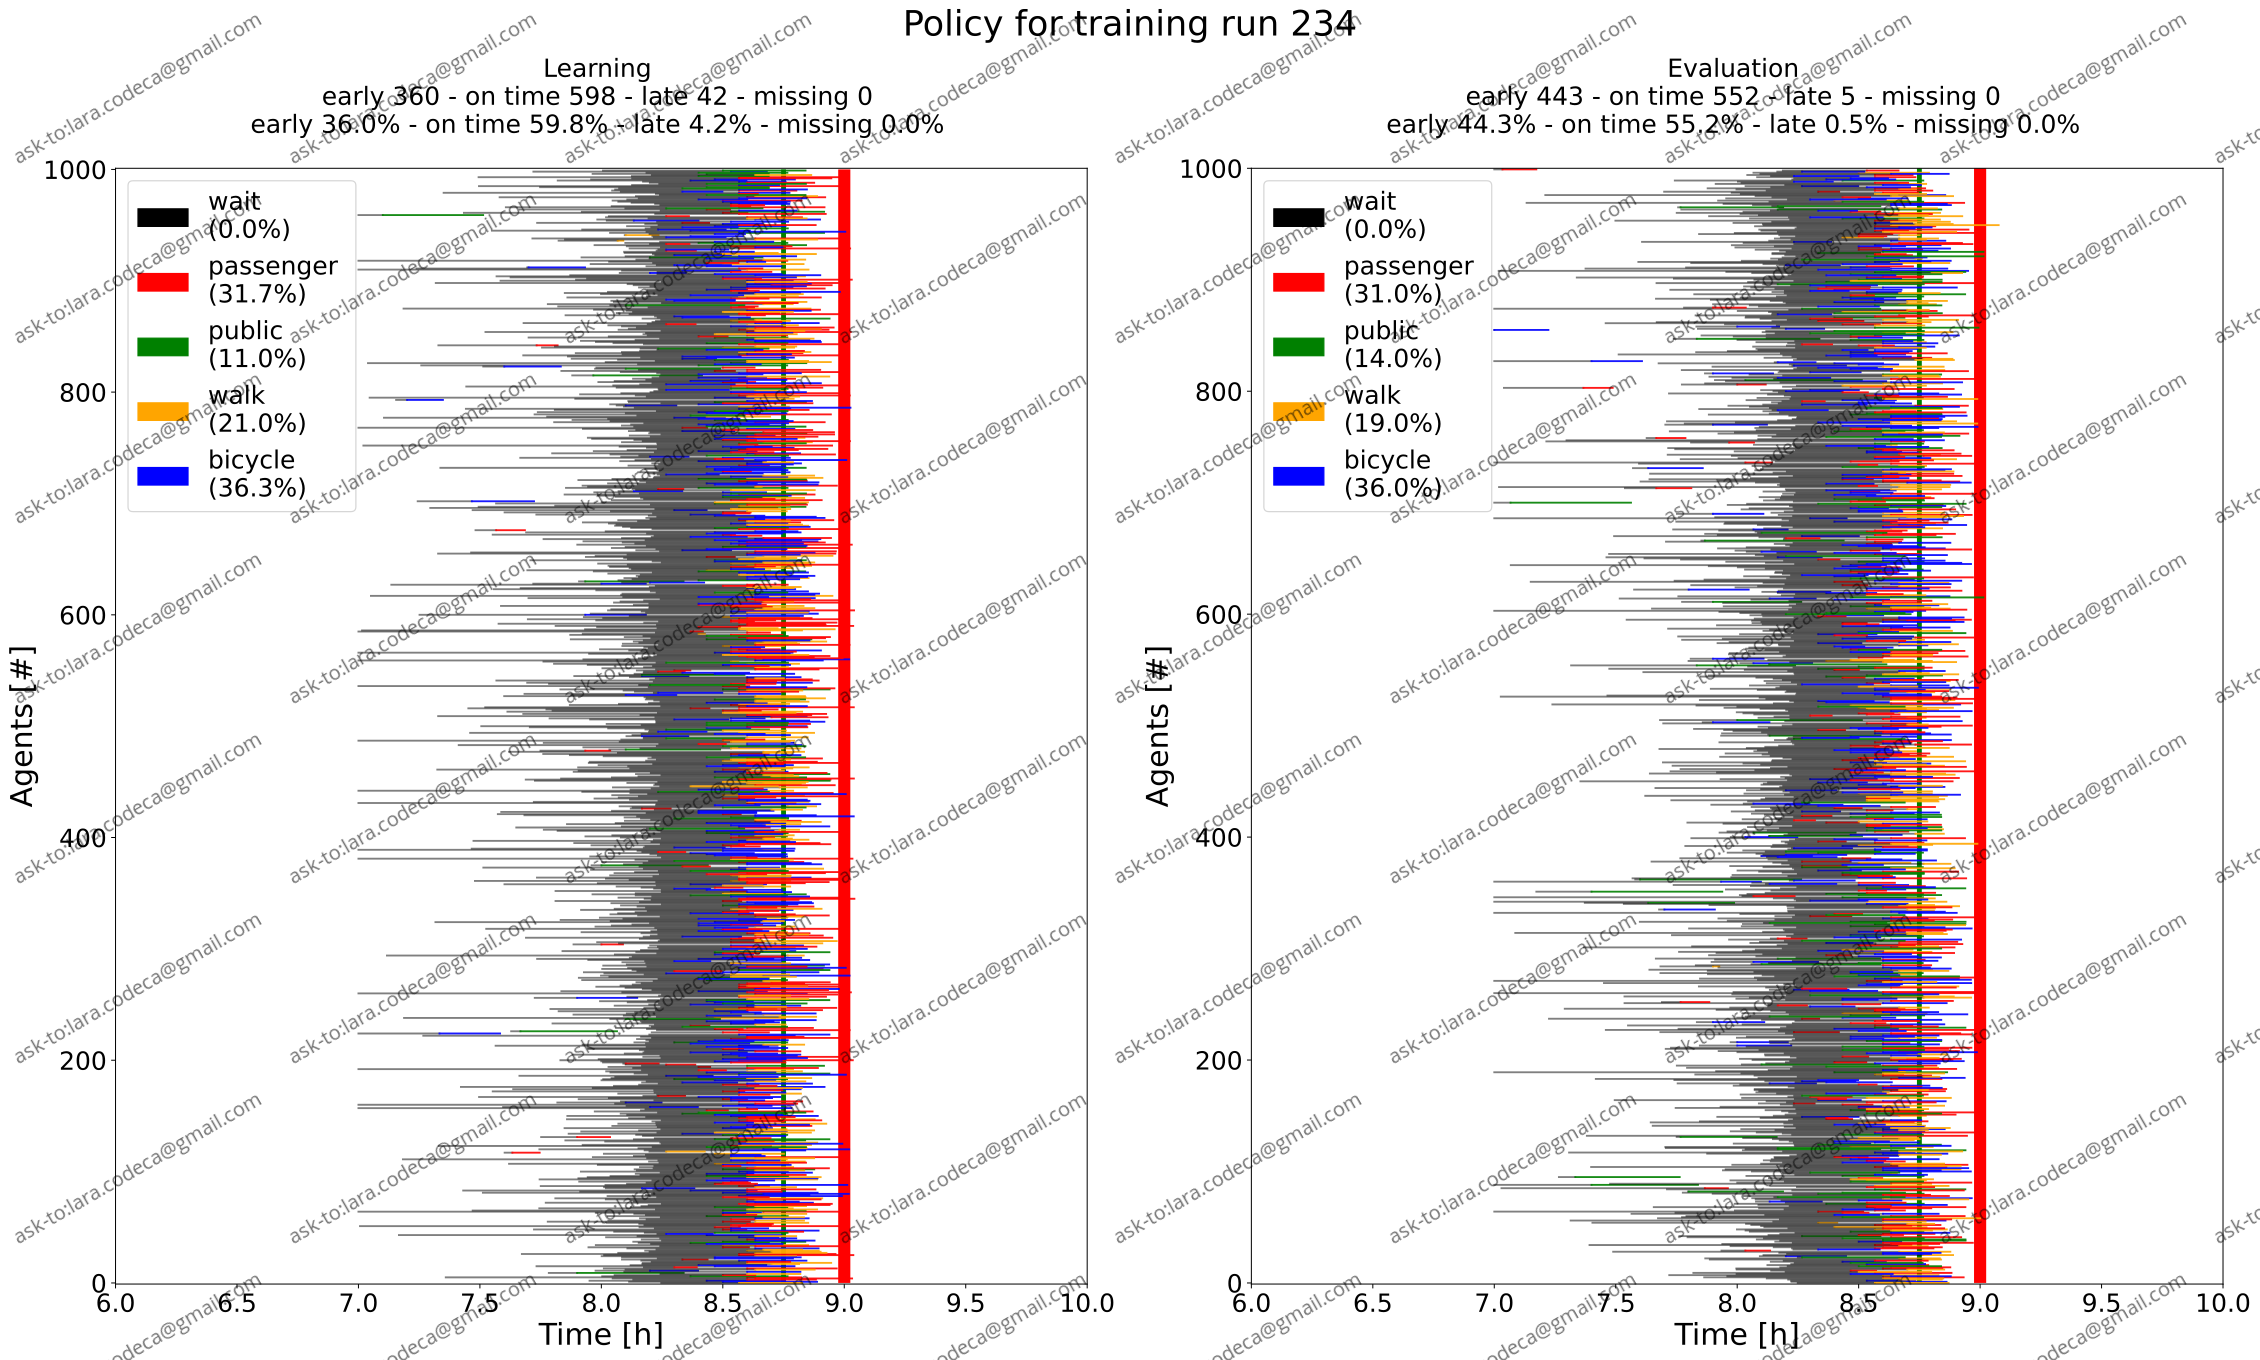 Policy for training run 234
Learning
early 360 - on time 598 - late 42 - missing 0
early 36.0% - on time 59.8% - late 4.2% - missing 0.0%
1000
800
600
400
200
0
Agents [#]
wait
(0.0%)
passenger
(31.7%)
public
(11.0%)
walk
(21.0%)
bicycle
(36.3%)
6.0 6.5 7.0 7.5 8.0 8.5 9.0 9.5 10.0
Time [h]
Evaluation
early 443 - on time 552 - late 5 - missing 0
early 44.3% - on time 55.2% - late 0.5% - missing 0.0%
1000
800
600
400
200
0
Agents [#]
wait
(0.0%)
passenger
(31.0%)
public
(14.0%)
walk
(19.0%)
bicycle
(36.0%)
6.0 6.5 7.0 7.5 8.0 8.5 9.0 9.5 10.0
Time [h]
ask-to:lara.codeca@gmail.com